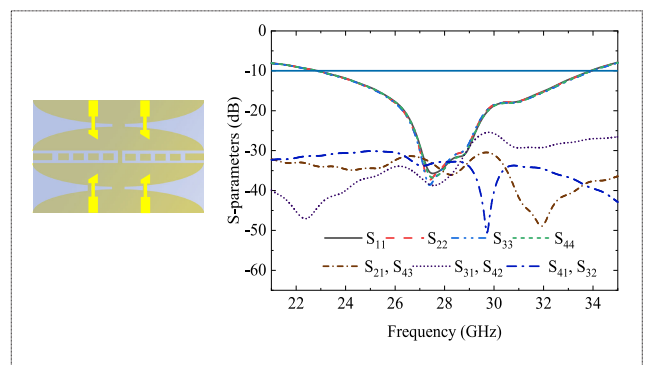 0
-10
-20
-30
-40
-50
-60
S-parameters (dB)
S11 S22 S33 S44
S21, S43 S31, S42 S41, S32
22 24 26 28 30 32 34
Frequency (GHz)